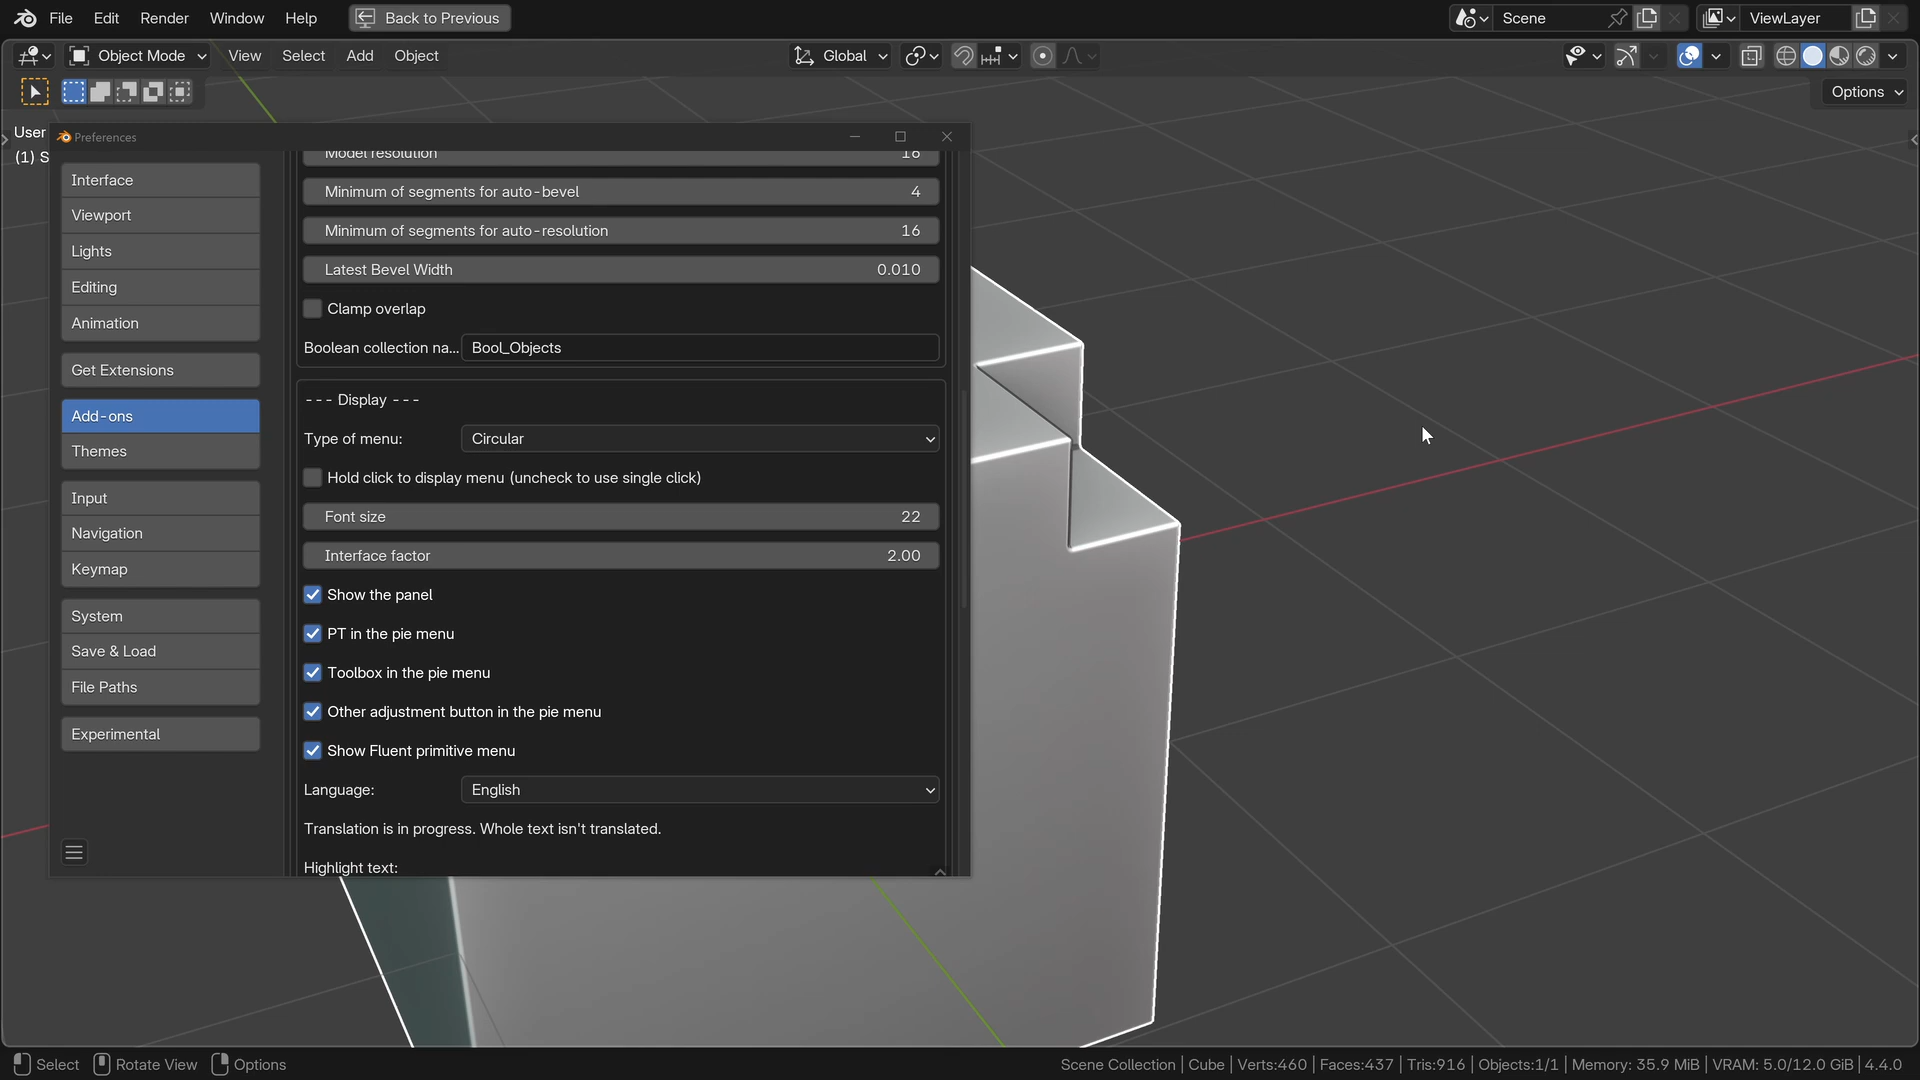 File Edit Render Window Help Back to Previous Scene ViewLayer
Object Mode View Select Add Object Global
Options
User
(1) S
Preferences
Interface
Viewport
Lights
Editing
Animation
Get Extensions
Add-ons
Themes
Input
Navigation
Keymap
System
Save & Load
File Paths
Experimental
Model resolution 16
Minimum of segments for auto-bevel 4
Minimum of segments for auto-resolution 16
Latest Bevel Width 0.010
Clamp overlap
Boolean collection na... Bool_Objects
--- Display ---
Type of menu: Circular
Hold click to display menu (uncheck to use single click)
Font size 22
Interface factor 2.00
Show the panel
PT in the pie menu
Toolbox in the pie menu
Other adjustment button in the pie menu
Show Fluent primitive menu
Language: English
Translation is in progress. Whole text isn't translated.
Highlight text:
Select Rotate View Options Scene Collection | Cube | Verts:460 | Faces:437 | Tris:916 | Objects:1/1 | Memory: 35.9 MiB | VRAM: 5.0/12.0 GiB | 4.4.0